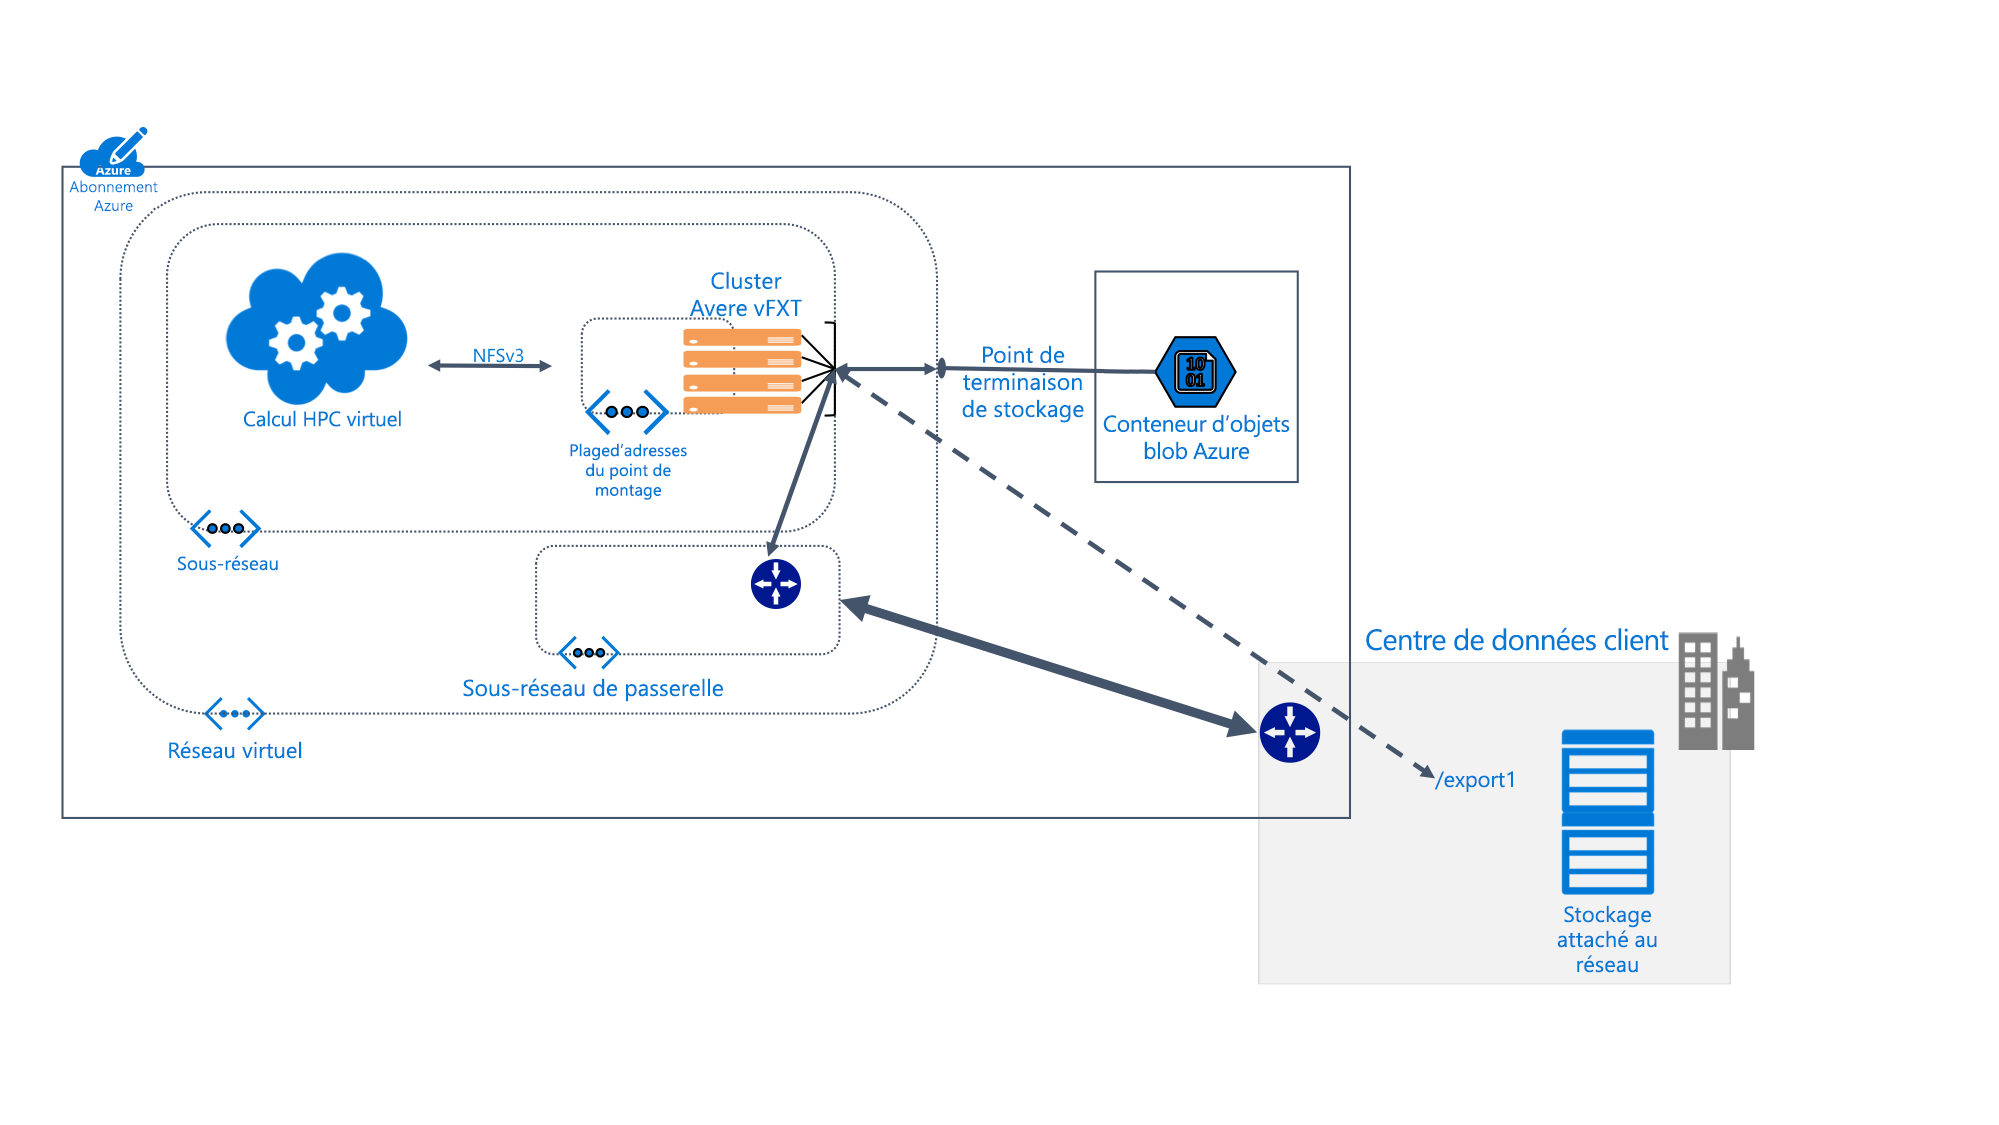 Azure
Abonnement
Azure
Cluster
Avere vFXT
NFSv3
Calcul HPC virtuel
Plaged'adresses
du point de
montage
Point de
terminaison
de stockage
10
01
Conteneur d'objets
blob Azure
Sous-réseau
Sous-réseau de passerelle
Réseau virtuel
Centre de données client
/export1
Stockage
attaché au
réseau